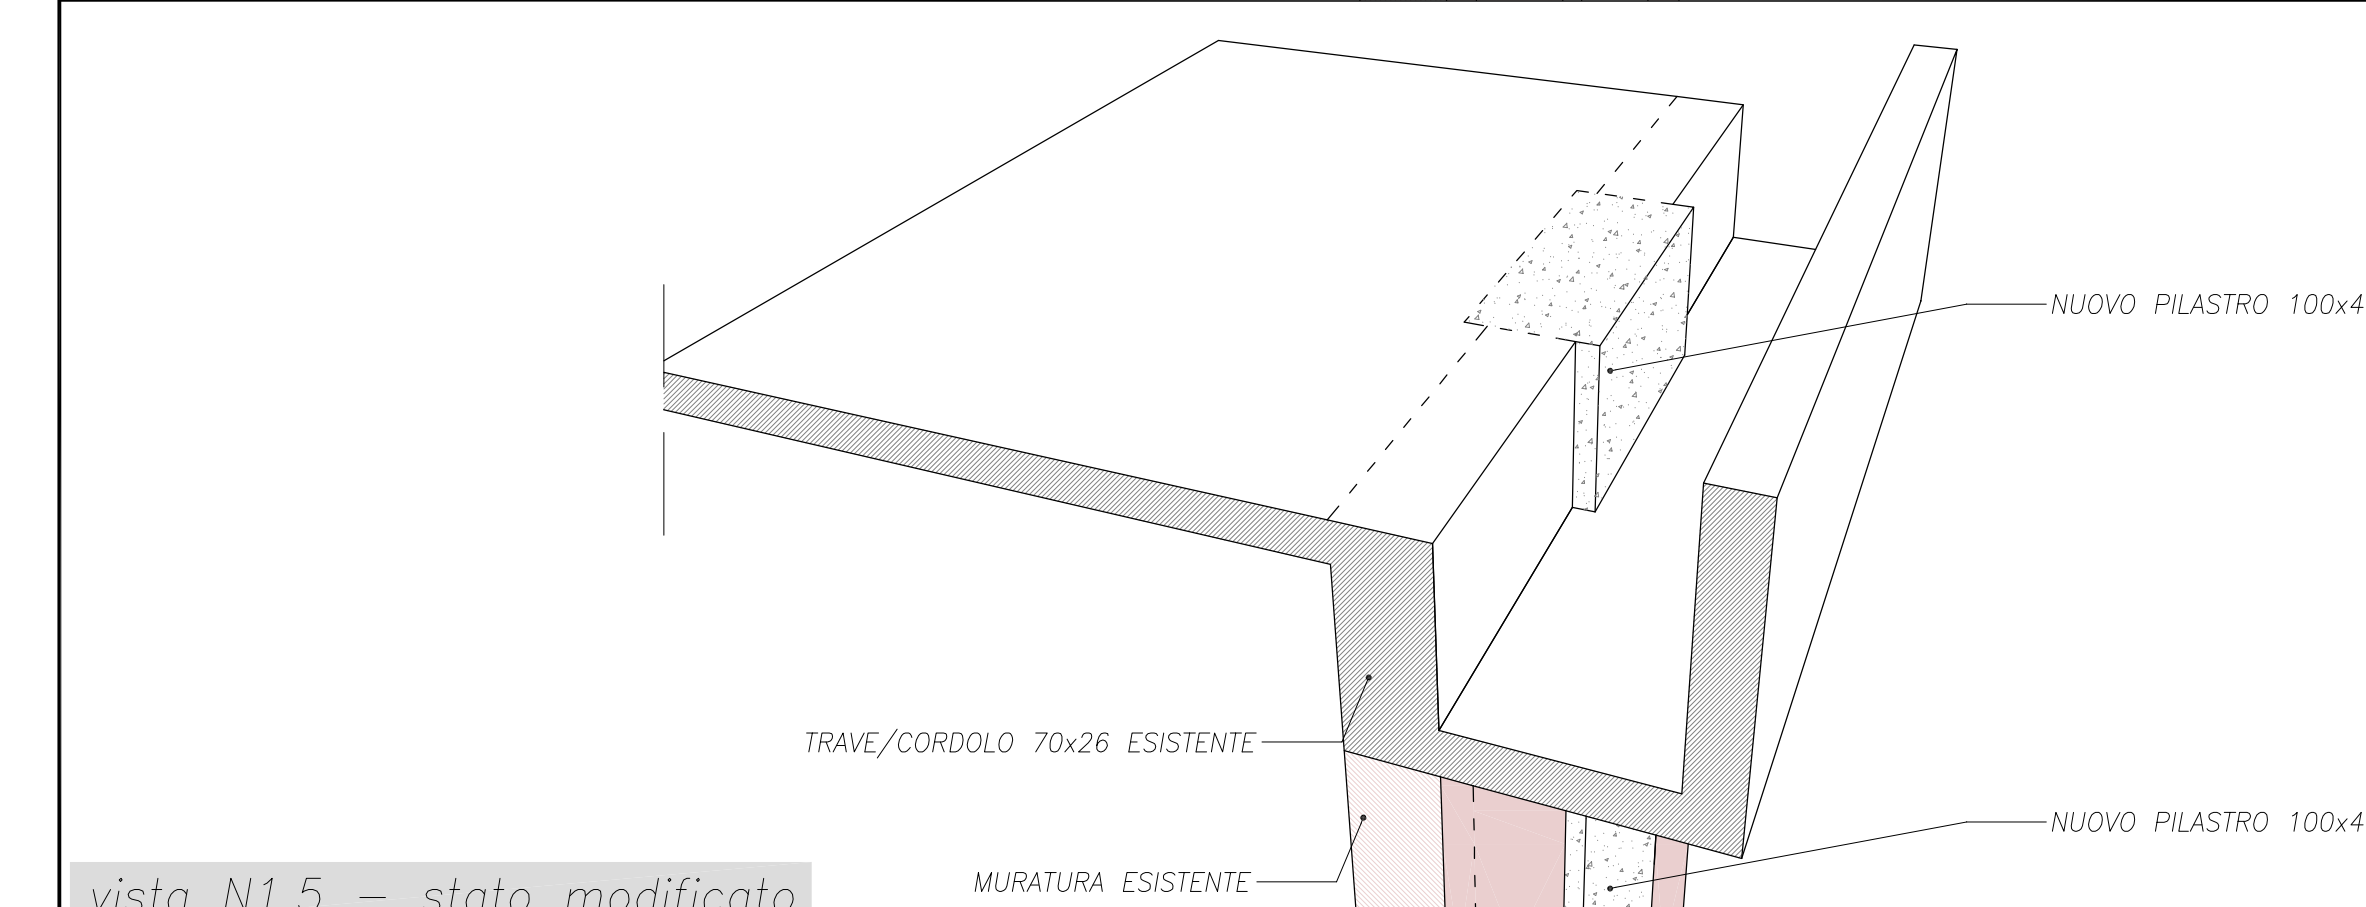 NUOVO PILASTRO 100x4
TRAVE/CORDOLO 70x26 ESISTENTE
NUOVO PILASTRO 100x4
MURATURA ESISTENTE
vista N1.5 – stato modificato